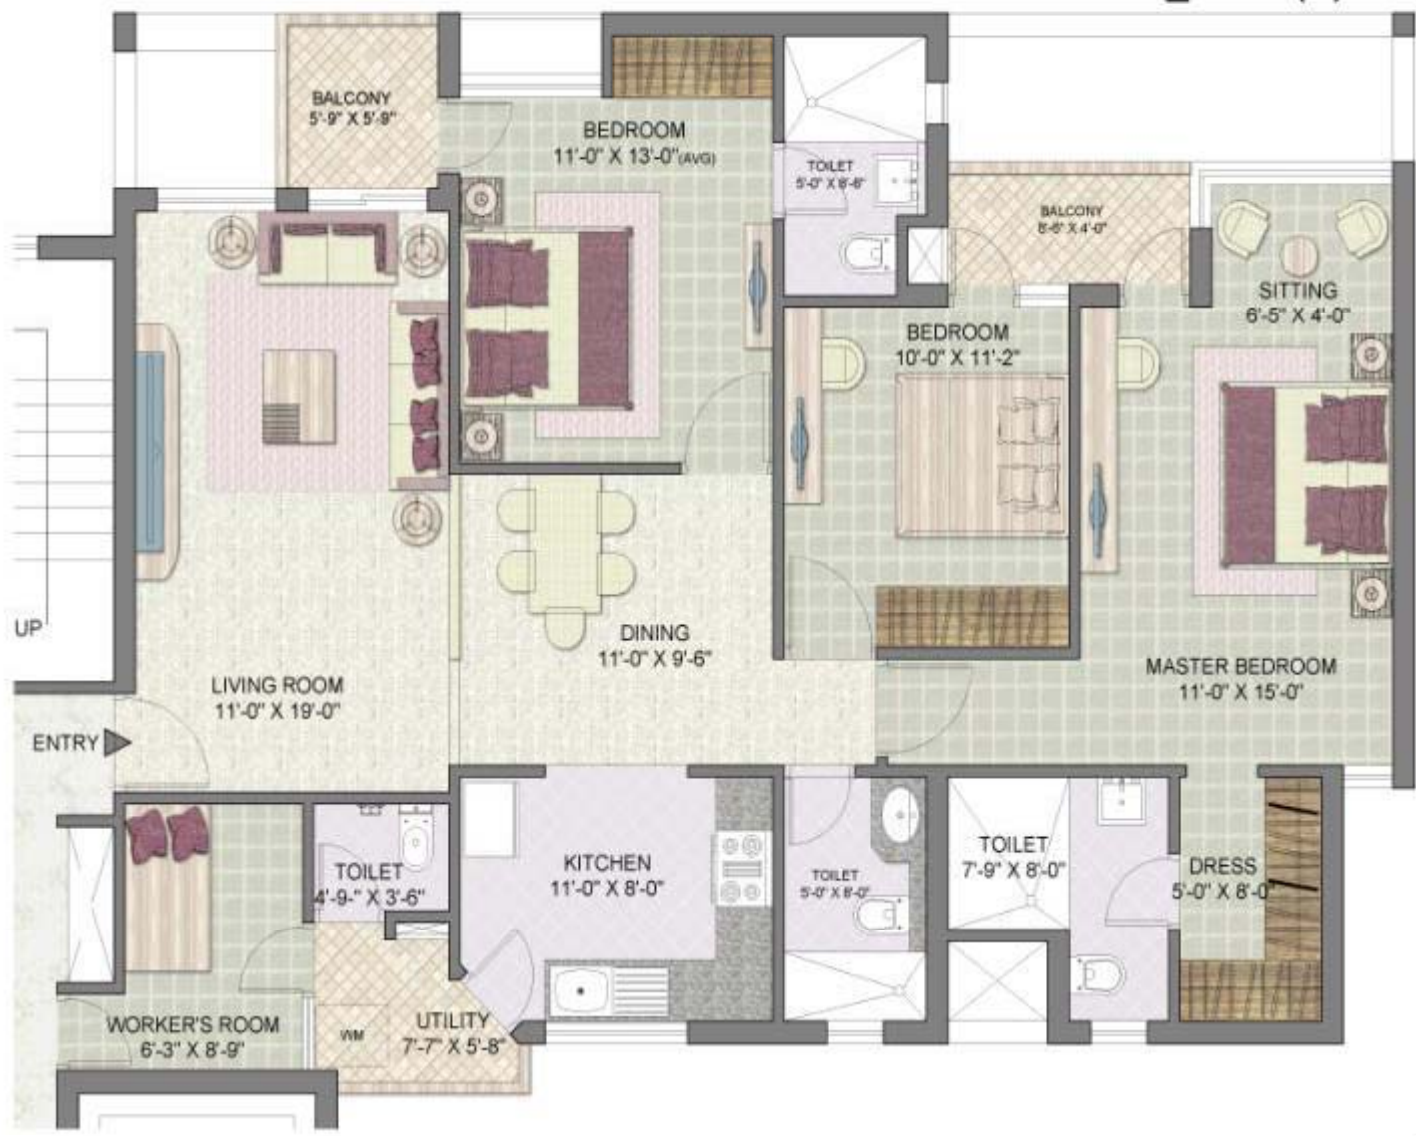 BALCONY
5'-9" X 5'-9"
BEDROOM
11'-0" X 13'-0"(AVG)
TOILET
5'-0" X 8'-6"
BALCONY
8'-6" X 4'-0"
SITTING
6'-5" X 4'-0"
BEDROOM
10'-0" X 11'-2"
UP
DINING
11'-0" X 9'-6"
LIVING ROOM
11'-0" X 19'-0"
MASTER BEDROOM
11'-0" X 15'-0"
ENTRY
TOILET
4'-9-" X 3'-6"
KITCHEN
11'-0" X 8'-0"
TOILET
5'-0" X 8'-0"
TOILET
7'-9" X 8'-0"
DRESS
5'-0" X 8'-0"
WORKER'S ROOM
6'-3" X 8'-9"
WM
UTILITY
7'-7" X 5'-8"